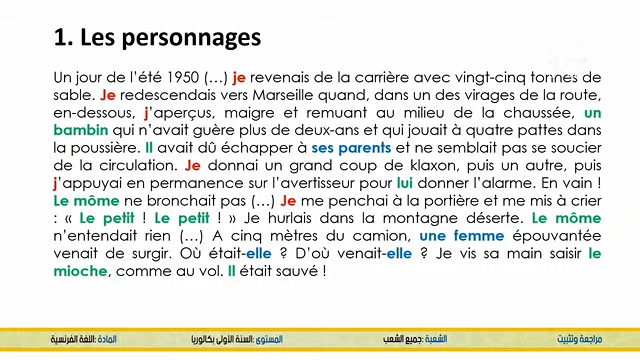 1. Les personnages
Un jour de l'été 1950 (…) je revenais de la carrière avec vingt-cinq tonnes de
sable. Je redescendais vers Marseille quand, dans un des virages de la route,
en-dessous, j'aperçus, maigre et remuant au milieu de la chaussée, un
bambin qui n'avait guère plus de deux-ans et qui jouait à quatre pattes dans
la poussière. Il avait dû échapper à ses parents et ne semblait pas se soucier
de la circulation. Je donnai un grand coup de klaxon, puis un autre, puis
j'appuyai en permanence sur l'avertisseur pour lui donner l'alarme. En vain !
Le môme ne bronchait pas (…) Je me penchai à la portière et me mis à crier
: « Le petit ! Le petit ! » Je hurlais dans la montagne déserte. Le môme
n'entendait rien (…) A cinq mètres du camion, une femme épouvantée
venait de surgir. Où était-elle ? D'où venait-elle ? Je vis sa main saisir le
mioche, comme au vol. Il était sauvé !
مراجعة وتثبيت الشعبة :جميع الشعب المستوى :السنة الأولى بكالوريا المادة :اللغة الفرنسية